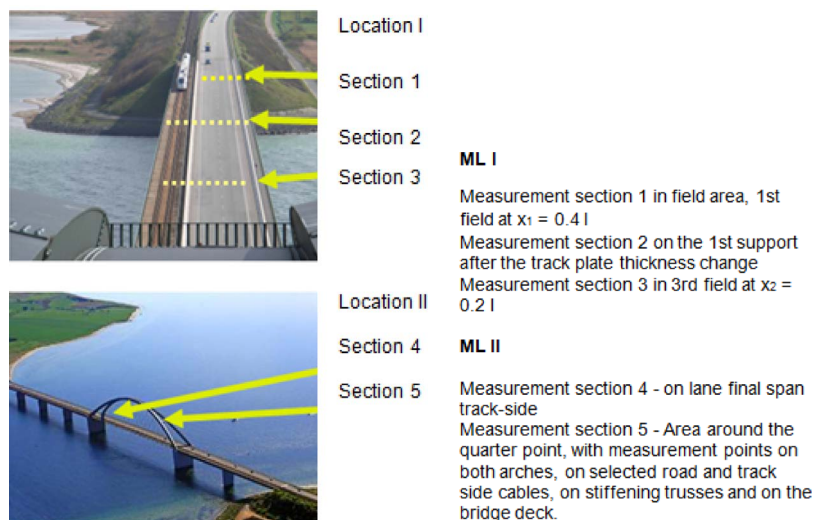 Location I
Section 1
Section 2
Section 3
ML I
Measurement section 1 in field area, 1st
field at x₁ = 0.4 l
Measurement section 2 on the 1st support
after the track plate thickness change
Measurement section 3 in 3rd field at x₂ =
0.2 l
Location II
Section 4
Section 5
ML II
Measurement section 4 - on lane final span
track-side
Measurement section 5 - Area around the
quarter point, with measurement points on
both arches, on selected road and track
side cables, on stiffening trusses and on the
bridge deck.